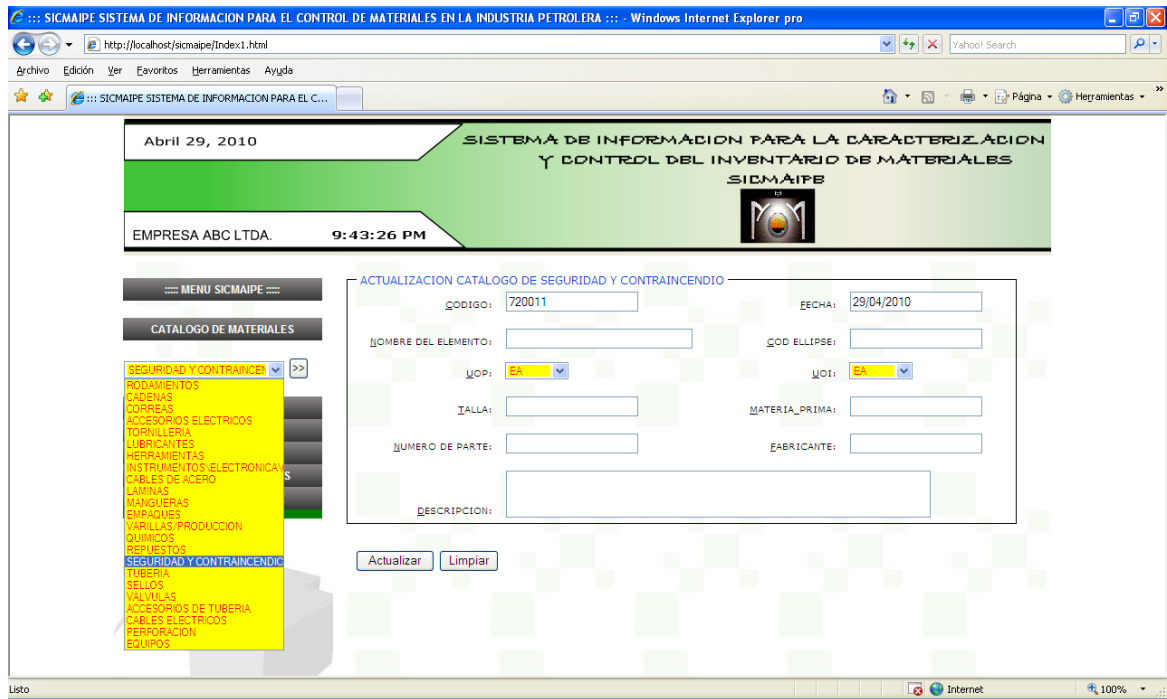 ::: SICMAIPE SISTEMA DE INFORMACION PARA EL CONTROL DE MATERIALES EN LA INDUSTRIA PETROLERA ::: - Windows Internet Explorer pro
http://localhost/sicmaipe/Index1.html
Yahoo! Search
Archivo Edición Ver Favoritos Herramientas Ayuda
::: SICMAIPE SISTEMA DE INFORMACION PARA EL C...
Página Herramientas »
Abril 29, 2010
SISTEMA DE INFORMACION PARA LA CARACTERIZACION
Y CONTROL DEL INVENTARIO DE MATERIALES
SICMAIPE
EMPRESA ABC LTDA. 9:43:26 PM
::::: MENU SICMAIPE :::::
CATALOGO DE MATERIALES
SEGURIDAD Y CONTRAINCEN >>
RODAMIENTOS
CADENAS
CORREAS
ACCESORIOS ELECTRICOS
TORNILLERIA
LUBRICANTES
HERRAMIENTAS
INSTRUMENTOS\ELECTRONICA\
CABLES DE ACERO
S
LAMINAS
MANGUERAS
EMPAQUES
VARILLAS/PRODUCCION
QUIMICOS
REPUESTOS
SEGURIDAD Y CONTRAINCENDIO
TUBERIA
SELLOS
VALVULAS
ACCESORIOS DE TUBERIA
CABLES ELECTRICOS
PERFORACION
EQUIPOS
ACTUALIZACION CATALOGO DE SEGURIDAD Y CONTRAINCENDIO
CODIGO: 720011 FECHA: 29/04/2010
NOMBRE DEL ELEMENTO: COD ELLIPSE:
UOP: EA UOI: EA
TALLA: MATERIA_PRIMA:
NUMERO DE PARTE: FABRICANTE:
DESCRIPCION:
Actualizar Limpiar
Listo Internet 100%